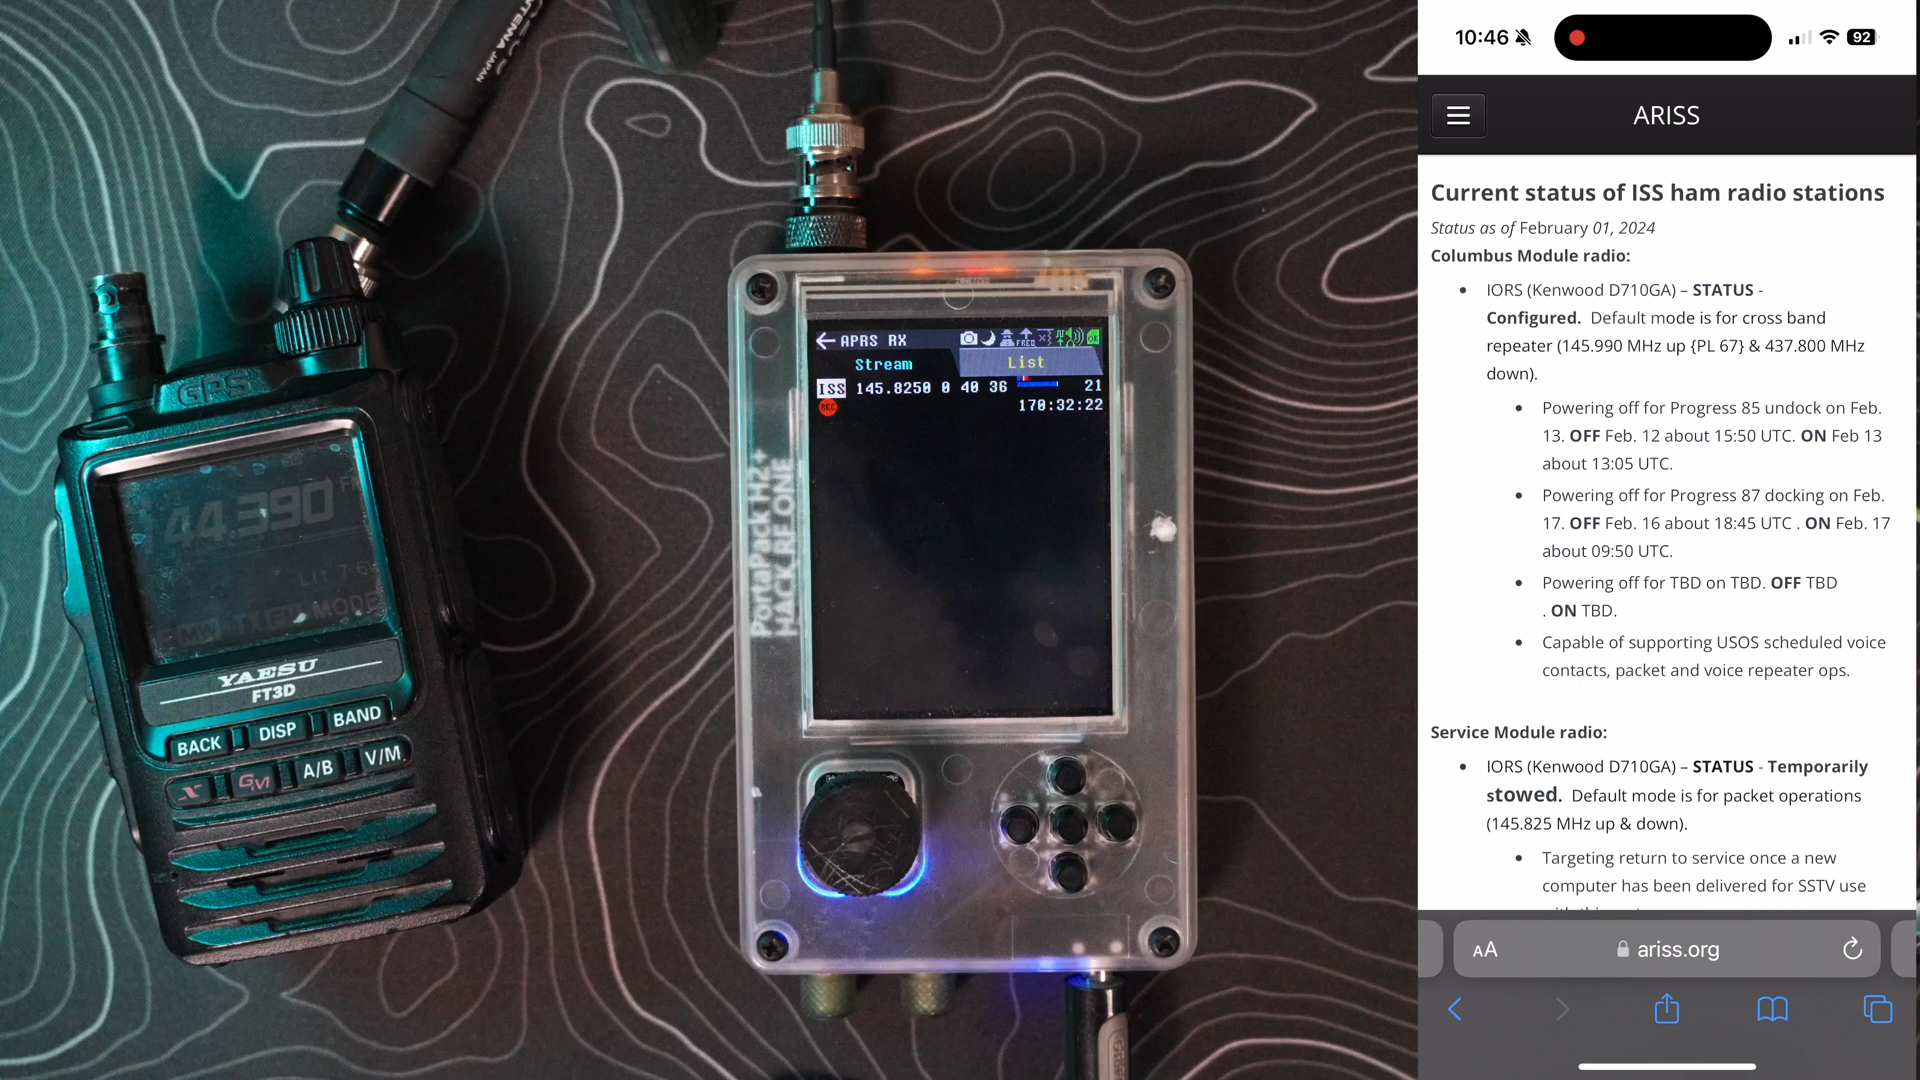 ANTENNA JAPAN
GPS
144.390
MODE
YAESU
FT3D
BACK
DISP
BAND
X
GM
A/B
V/M
APRS RX
FREQ
Stream
List
ISS 145.8250 0 40 36
21
REC
170:32:22
PortaPack H2+
HACK RF ONE
10:46
92
ARISS
Current status of ISS ham radio stations
Status as of February 01, 2024
Columbus Module radio:
IORS (Kenwood D710GA) – STATUS -
Configured. Default mode is for cross band
repeater (145.990 MHz up {PL 67} & 437.800 MHz
down).
Powering off for Progress 85 undock on Feb.
13. OFF Feb. 12 about 15:50 UTC. ON Feb 13
about 13:05 UTC.
Powering off for Progress 87 docking on Feb.
17. OFF Feb. 16 about 18:45 UTC . ON Feb. 17
about 09:50 UTC.
Powering off for TBD on TBD. OFF TBD
. ON TBD.
Capable of supporting USOS scheduled voice
contacts, packet and voice repeater ops.
Service Module radio:
IORS (Kenwood D710GA) – STATUS - Temporarily
stowed. Default mode is for packet operations
(145.825 MHz up & down).
Targeting return to service once a new
computer has been delivered for SSTV use
AA
ariss.org